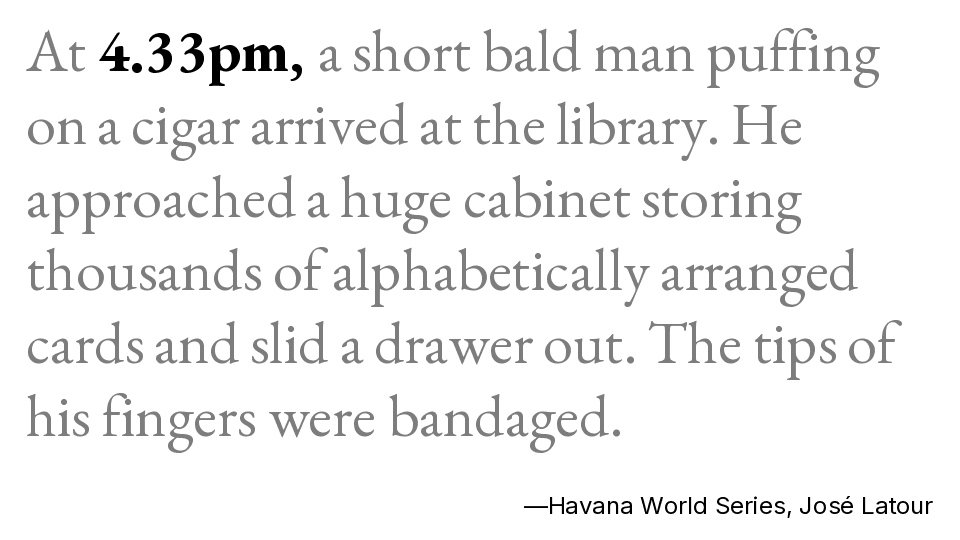 At 4.33pm, a short bald man puffing
on a cigar arrived at the library. He
approached a huge cabinet storing
thousands of alphabetically arranged
cards and slid a drawer out. The tips of
his fingers were bandaged.
—Havana World Series, José Latour